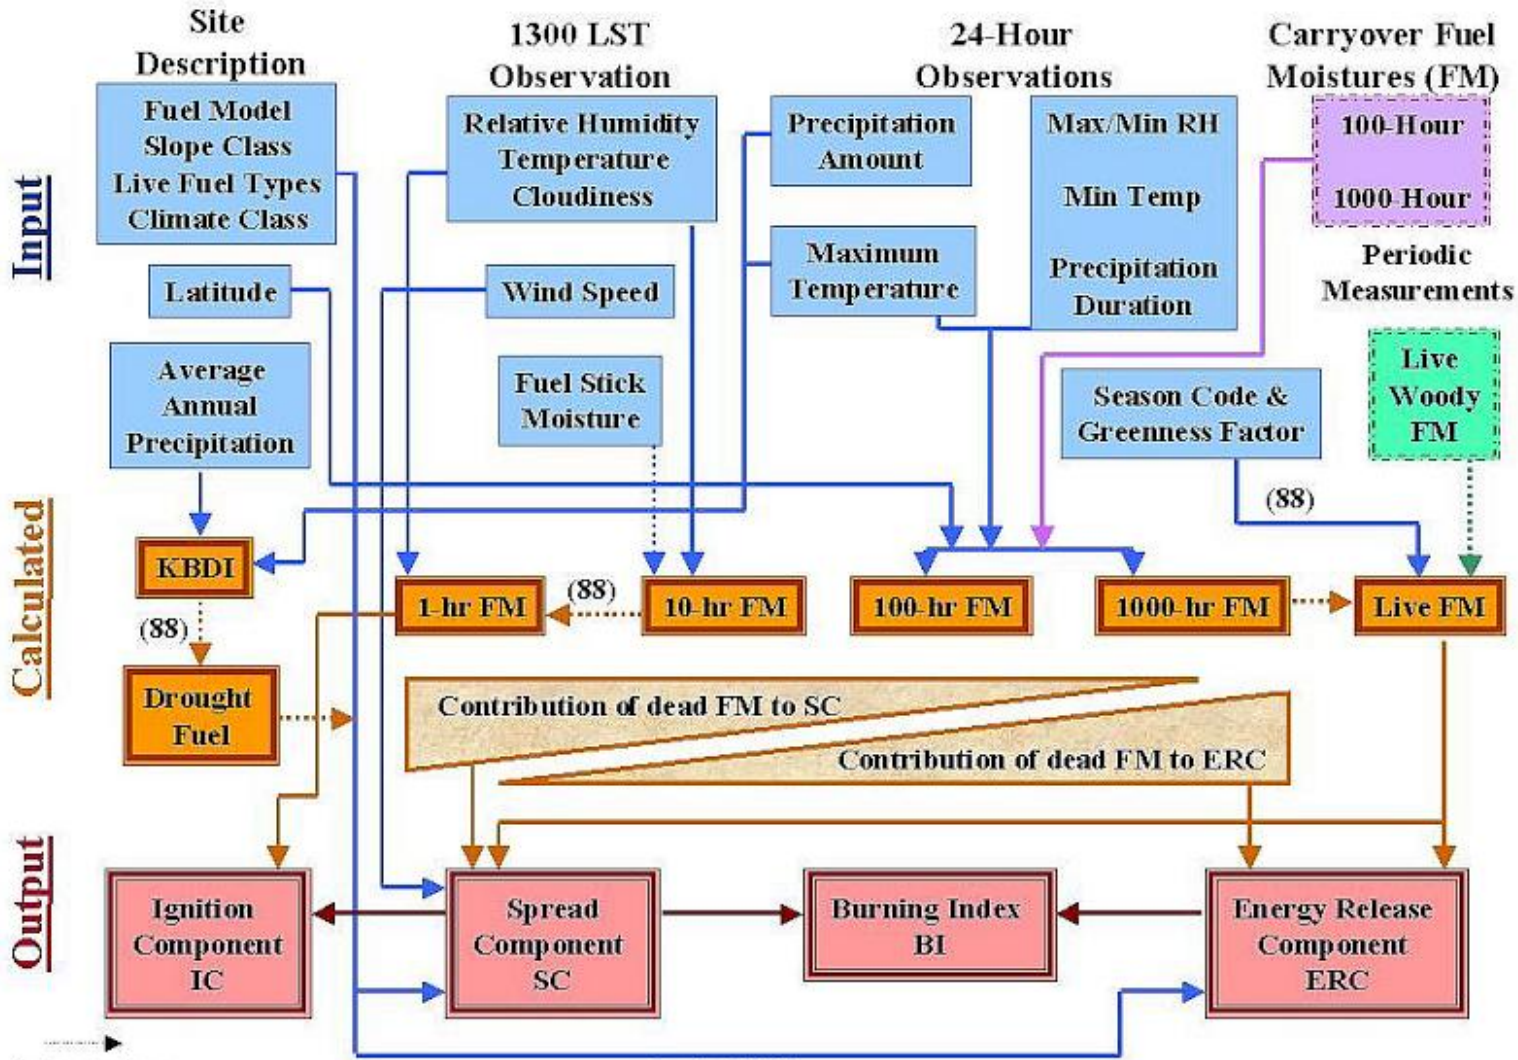 Site
Description
1300 LST
Observation
24-Hour
Observations
Carryover Fuel
Moistures (FM)
Input
Fuel Model
Slope Class
Live Fuel Types
Climate Class
Relative Humidity
Temperature
Cloudiness
Precipitation
Amount
Max/Min RH
Min Temp
Precipitation
Duration
100-Hour
1000-Hour
Latitude
Wind Speed
Maximum
Temperature
Periodic
Measurements
Average
Annual
Precipitation
Fuel Stick
Moisture
Season Code &
Greenness Factor
Live
Woody
FM
(88)
Calculated
KBDI
(88)
Drought
Fuel
1-hr FM
(88)
10-hr FM
100-hr FM
1000-hr FM
Live FM
Contribution of dead FM to SC
Contribution of dead FM to ERC
Output
Ignition
Component
IC
Spread
Component
SC
Burning Index
BI
Energy Release
Component
ERC